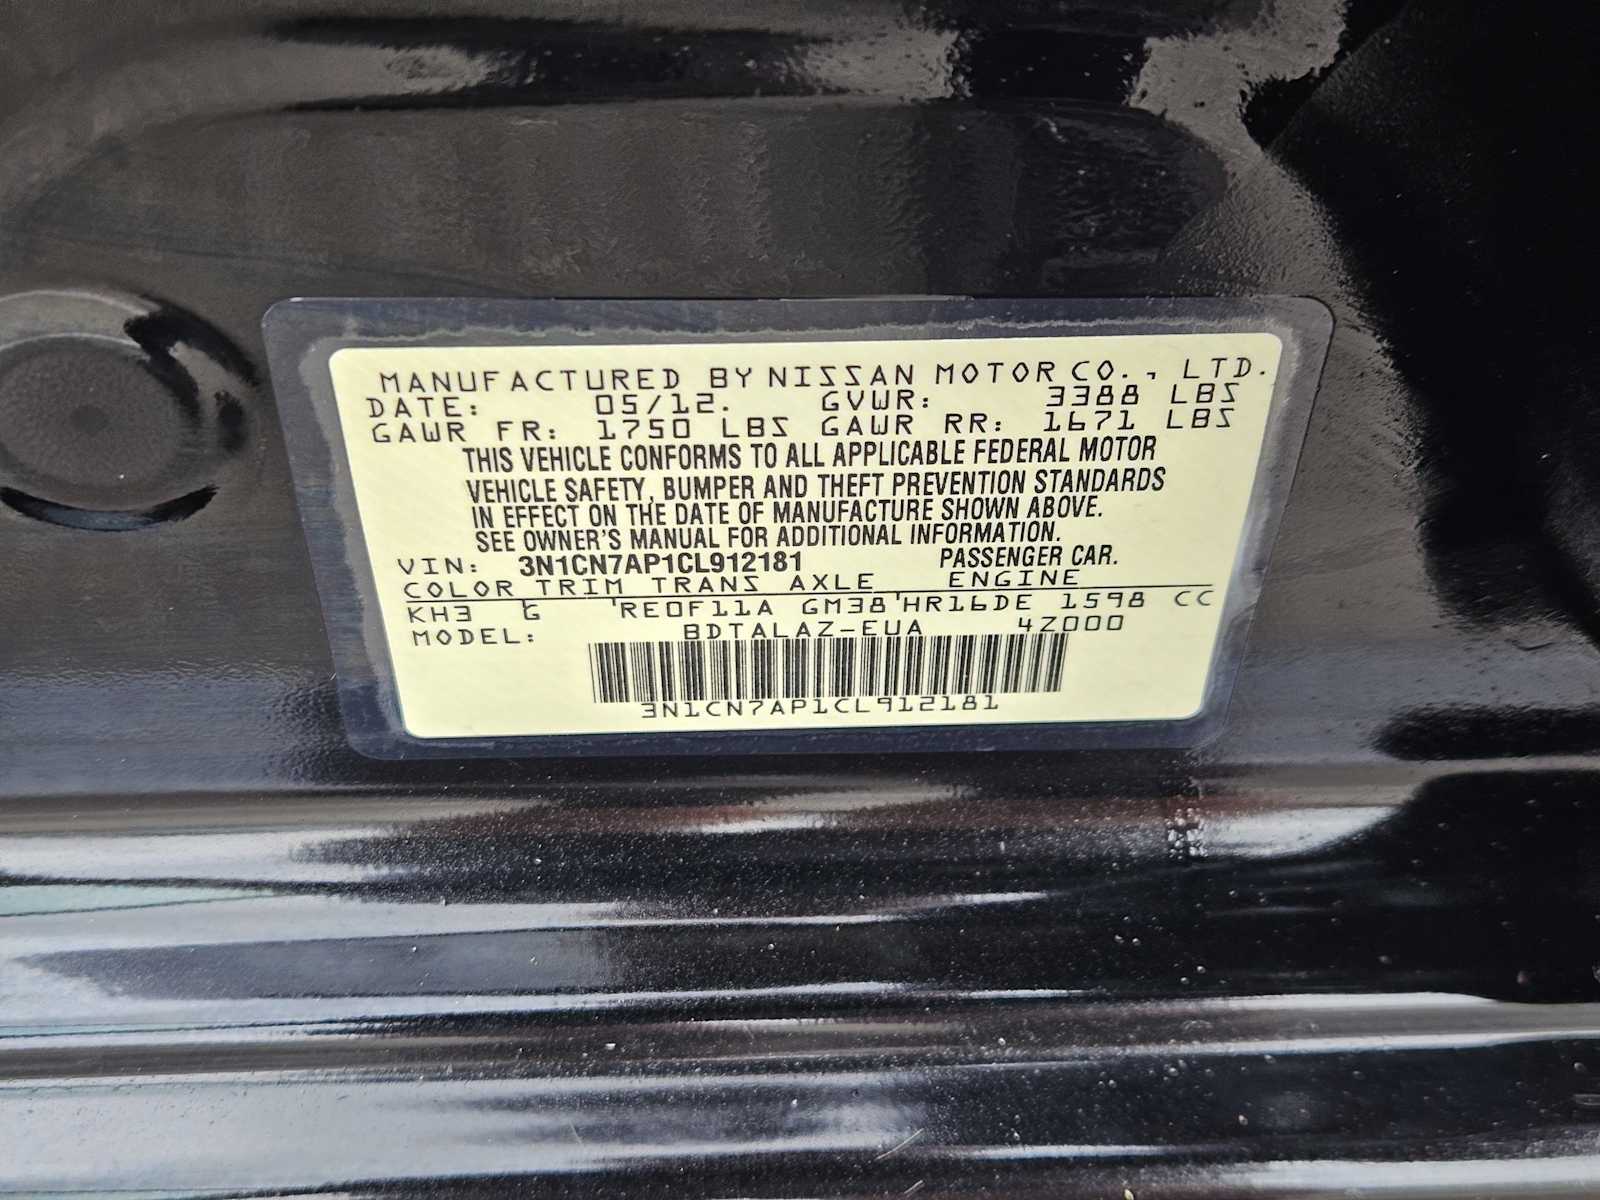 MANUFACTURED BY NISSAN MOTOR CO., LTD.
DATE: 05/12. GVWR: 3388 LBS
GAWR FR: 1750 LBS GAWR RR: 1671 LBS
THIS VEHICLE CONFORMS TO ALL APPLICABLE FEDERAL MOTOR
VEHICLE SAFETY, BUMPER AND THEFT PREVENTION STANDARDS
IN EFFECT ON THE DATE OF MANUFACTURE SHOWN ABOVE.
SEE OWNER'S MANUAL FOR ADDITIONAL INFORMATION.
VIN: 3N1CN7AP1CL912181 PASSENGER CAR.
COLOR TRIM TRANS AXLE ENGINE
KH3 G RE0F11A GM38 HR16DE 1598 CC
MODEL: BDTALAZ-EUA 4Z000
3N1CN7AP1CL912181